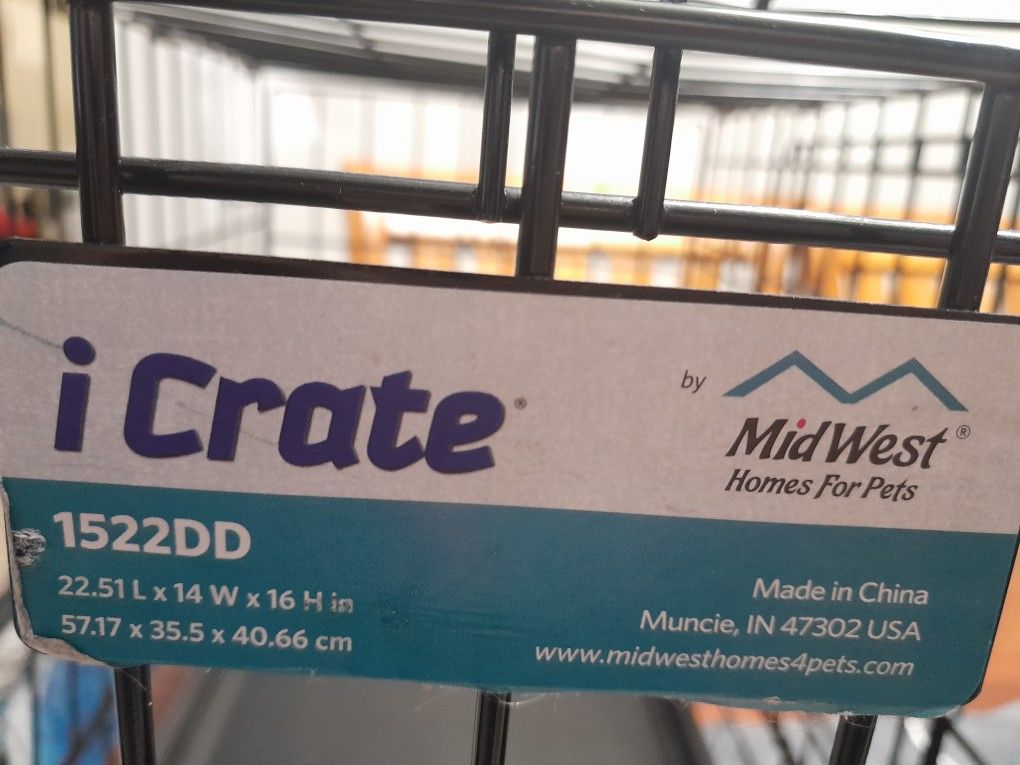 i Crate®
by
MidWest®
Homes For Pets
1522DD
22.51 L x 14 W x 16 H in
57.17 x 35.5 x 40.66 cm
Made in China
Muncie, IN 47302 USA
www.midwesthomes4pets.com